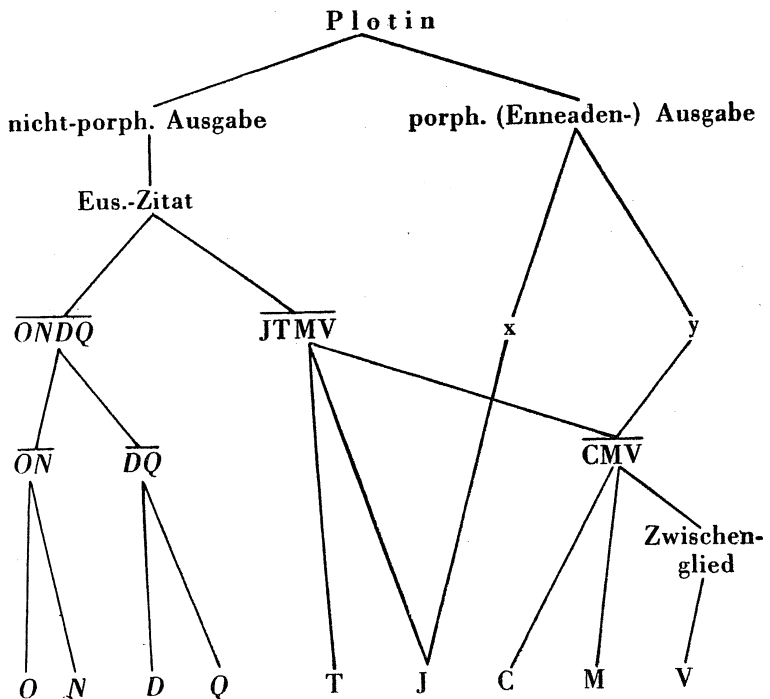 Plotin
nicht-porph. Ausgabe porph. (Enneaden-) Ausgabe
Eus.-Zitat
ONDQ JTMV x y
ON DQ CMV
Zwischen-
glied
O N D Q T J C M V